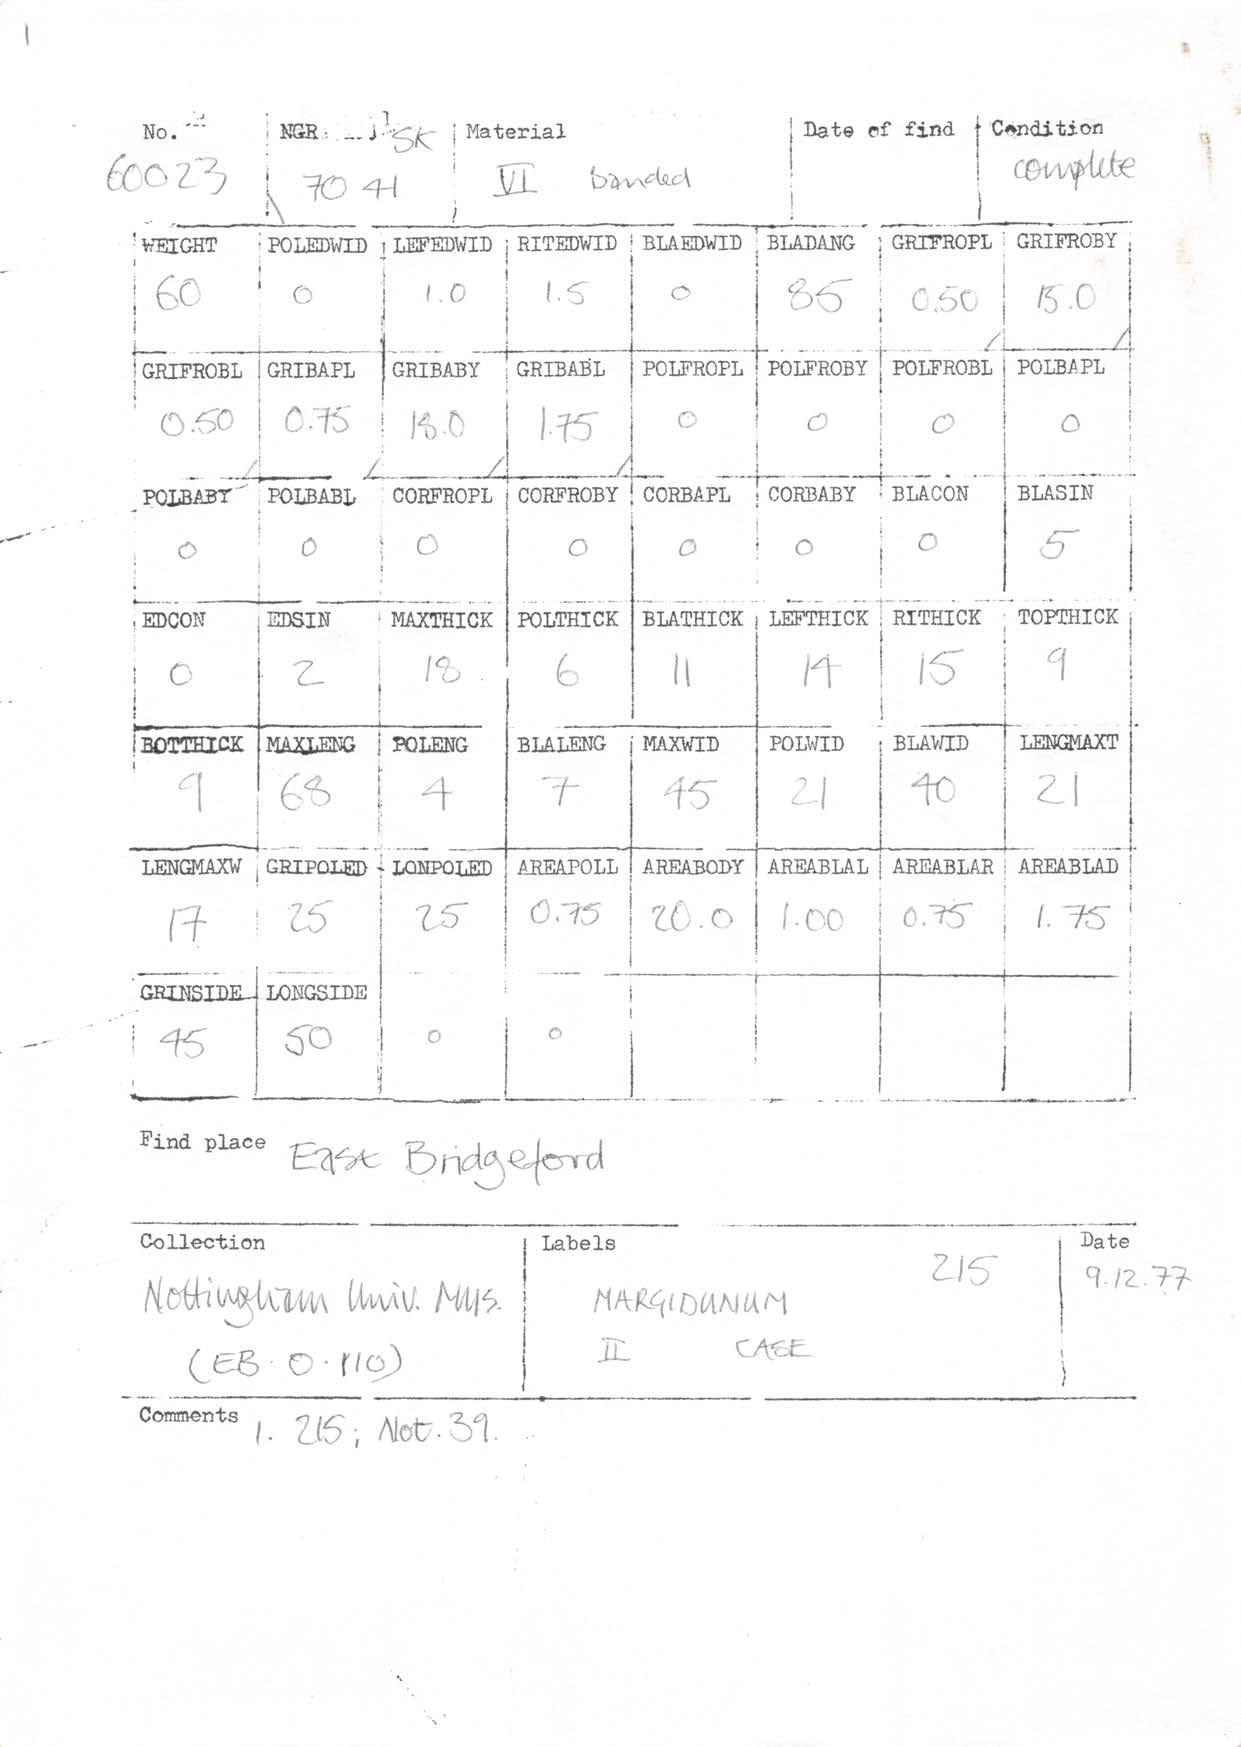 No. NGR SK Material Date of find Condition
60023 70 41 VI banded complete
WEIGHT POLEDWID LEFEDWID RITEDWID BLAEDWID BLADANG GRIFROPL GRIFROBY
60 0 1.0 1.5 0 85 0.50 15.0
GRIFROBL GRIBAPL GRIBABY GRIBABL POLFROPL POLFROBY POLFROBL POLBAPL
0.50 0.75 18.0 1.75 0 0 0 0
POLBABY POLBABL CORFROPL CORFROBY CORBAPL CORBABY BLACON BLASIN
0 0 0 0 0 0 0 5
EDCON EDSIN MAXTHICK POLTHICK BLATHICK LEFTHICK RITHICK TOPTHICK
0 2 18 6 11 14 15 9
BOTTHICK MAXLENG POLENG BLALENG MAXWID POLWID BLAWID LENGMAXT
9 68 4 7 45 21 40 21
LENGMAXW GRIPOLED LONPOLED AREAPOLL AREABODY AREABLAL AREABLAR AREABLAD
17 25 25 0.75 20.0 1.00 0.75 1.75
GRINSIDE LONGSIDE
45 50 0 0
Find place East Bridgeford
Collection Labels 215 Date
Nottingham Univ. Mus. MARGIDUNUM 9.12.77
(EB.O.110) II CASE
Comments 1. 215; Not. 39.